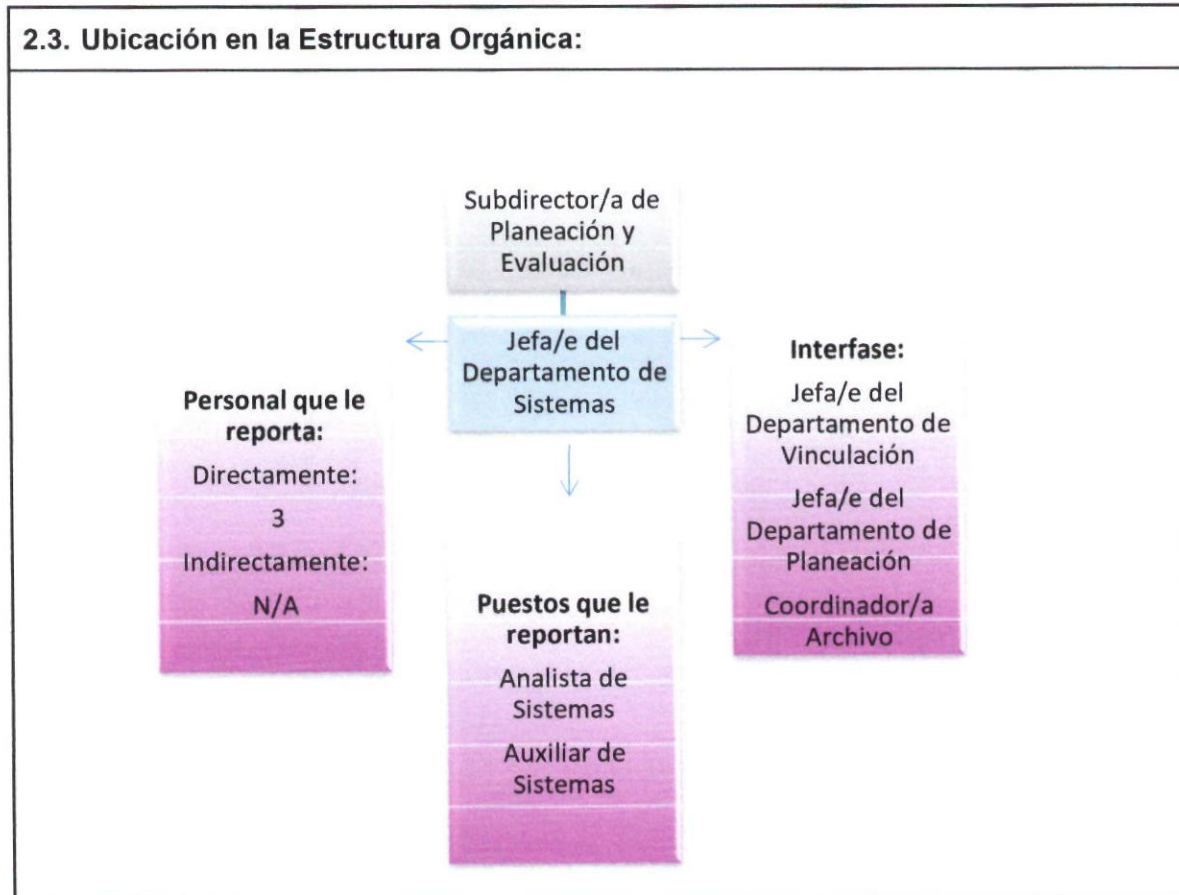 2.3. Ubicación en la Estructura Orgánica:
Subdirector/a de
Planeación y
Evaluación
Jefa/e del
Departamento de
Sistemas
Personal que le
reporta:
Directamente:
3
Indirectamente:
N/A
Puestos que le
reportan:
Analista de
Sistemas
Auxiliar de
Sistemas
Interfase:
Jefa/e del
Departamento de
Vinculación
Jefa/e del
Departamento de
Planeación
Coordinador/a
Archivo